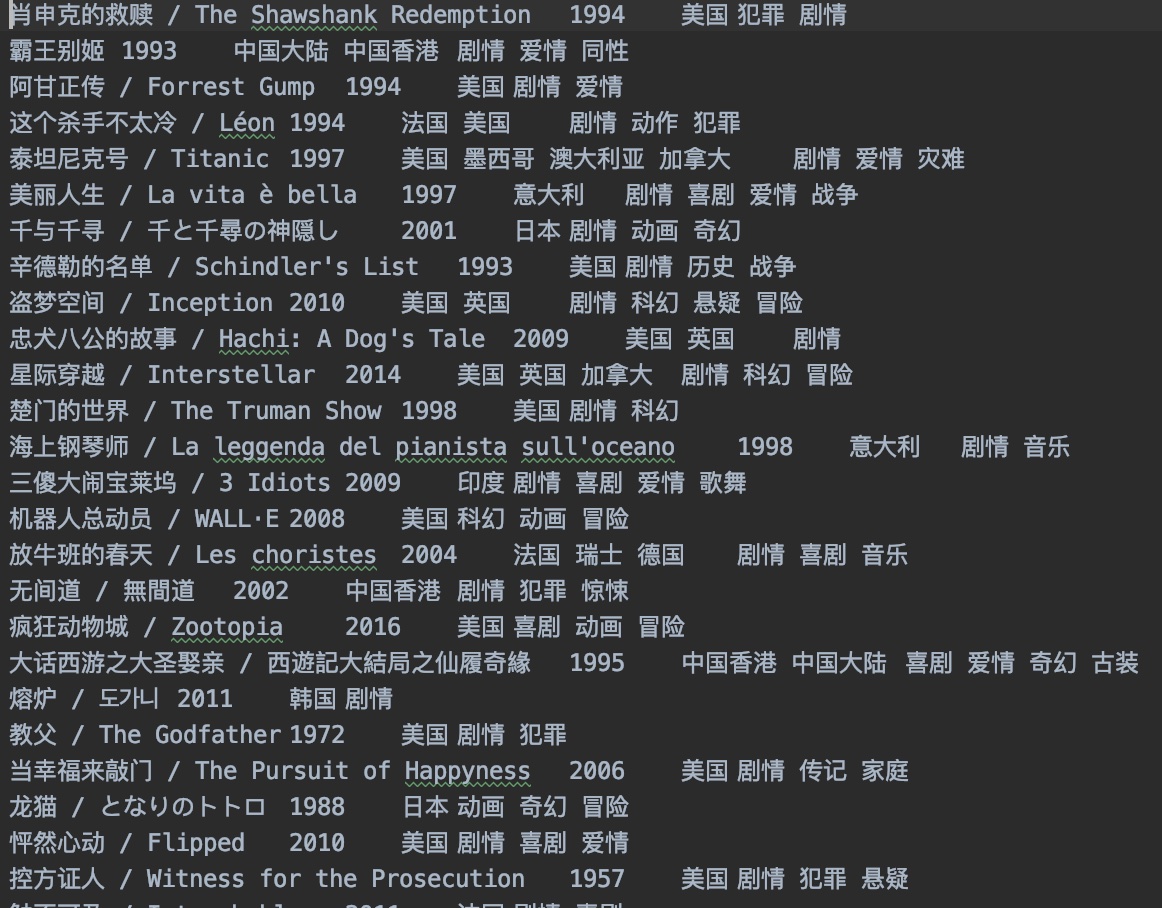 肖申克的救赎 / The Shawshank Redemption 1994 美国 犯罪 剧情
霸王别姬 1993 中国大陆 中国香港 剧情 爱情 同性
阿甘正传 / Forrest Gump 1994 美国 剧情 爱情
这个杀手不太冷 / Léon 1994 法国 美国 剧情 动作 犯罪
泰坦尼克号 / Titanic 1997 美国 墨西哥 澳大利亚 加拿大 剧情 爱情 灾难
美丽人生 / La vita è bella 1997 意大利 剧情 喜剧 爱情 战争
千与千寻 / 千と千尋の神隠し 2001 日本 剧情 动画 奇幻
辛德勒的名单 / Schindler's List 1993 美国 剧情 历史 战争
盗梦空间 / Inception 2010 美国 英国 剧情 科幻 悬疑 冒险
忠犬八公的故事 / Hachi: A Dog's Tale 2009 美国 英国 剧情
星际穿越 / Interstellar 2014 美国 英国 加拿大 剧情 科幻 冒险
楚门的世界 / The Truman Show 1998 美国 剧情 科幻
海上钢琴师 / La leggenda del pianista sull'oceano 1998 意大利 剧情 音乐
三傻大闹宝莱坞 / 3 Idiots 2009 印度 剧情 喜剧 爱情 歌舞
机器人总动员 / WALL·E 2008 美国 科幻 动画 冒险
放牛班的春天 / Les choristes 2004 法国 瑞士 德国 剧情 喜剧 音乐
无间道 / 無間道 2002 中国香港 剧情 犯罪 惊悚
疯狂动物城 / Zootopia 2016 美国 喜剧 动画 冒险
大话西游之大圣娶亲 / 西遊記大結局之仙履奇緣 1995 中国香港 中国大陆 喜剧 爱情 奇幻 古装
熔炉 / 도가니 2011 韩国 剧情
教父 / The Godfather 1972 美国 剧情 犯罪
当幸福来敲门 / The Pursuit of Happyness 2006 美国 剧情 传记 家庭
龙猫 / となりのトトロ 1988 日本 动画 奇幻 冒险
怦然心动 / Flipped 2010 美国 剧情 喜剧 爱情
控方证人 / Witness for the Prosecution 1957 美国 剧情 犯罪 悬疑